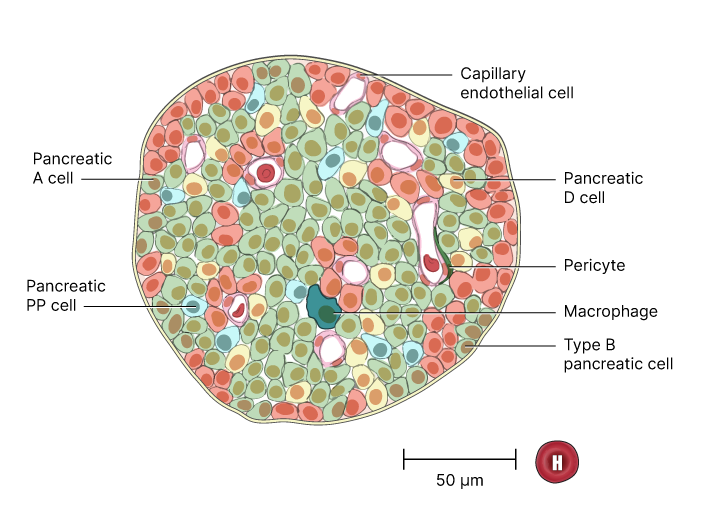 Capillary
endothelial cell
Pancreatic
A cell
Pancreatic
D cell
Pericyte
Pancreatic
PP cell
Macrophage
Type B
pancreatic cell
50 µm
H